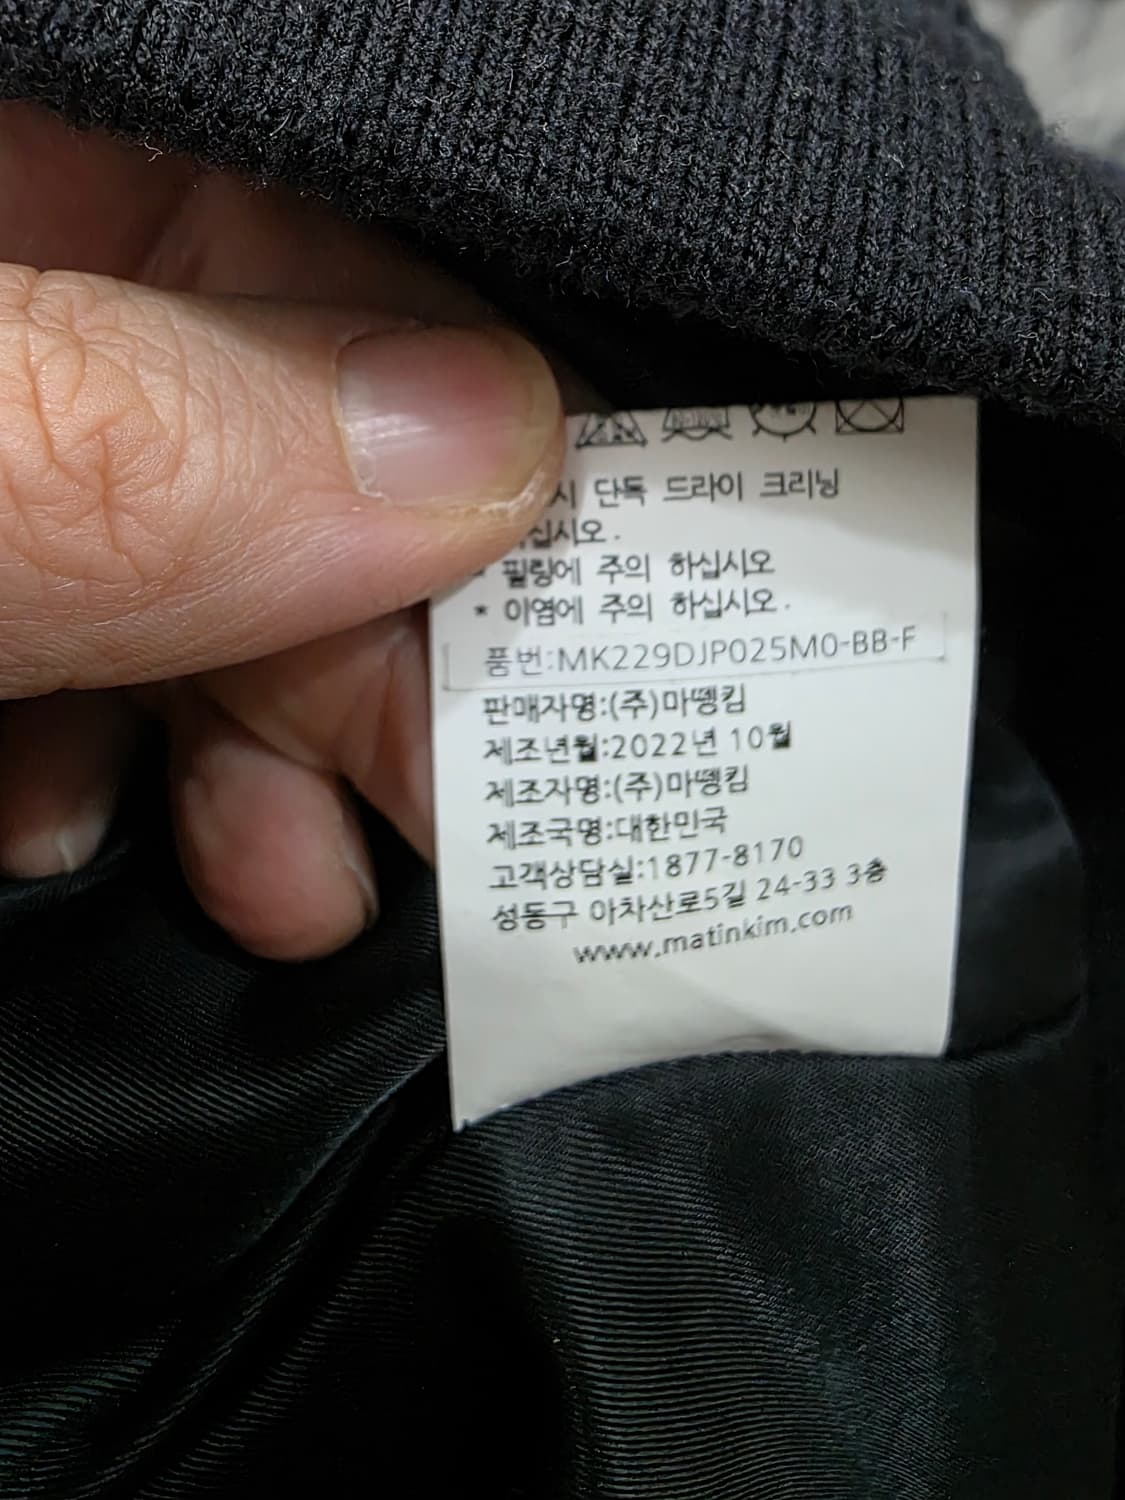 시 단독 드라이 크리닝
십시오.
* 필링에 주의 하십시오
* 이염에 주의 하십시오.
품번:MK229DJP025M0-BB-F
판매자명:(주)마뗑킴
제조년월:2022년 10월
제조자명:(주)마뗑킴
제조국명:대한민국
고객상담실:1877-8170
성동구 아차산로5길 24-33 3층
www.matinkim.com